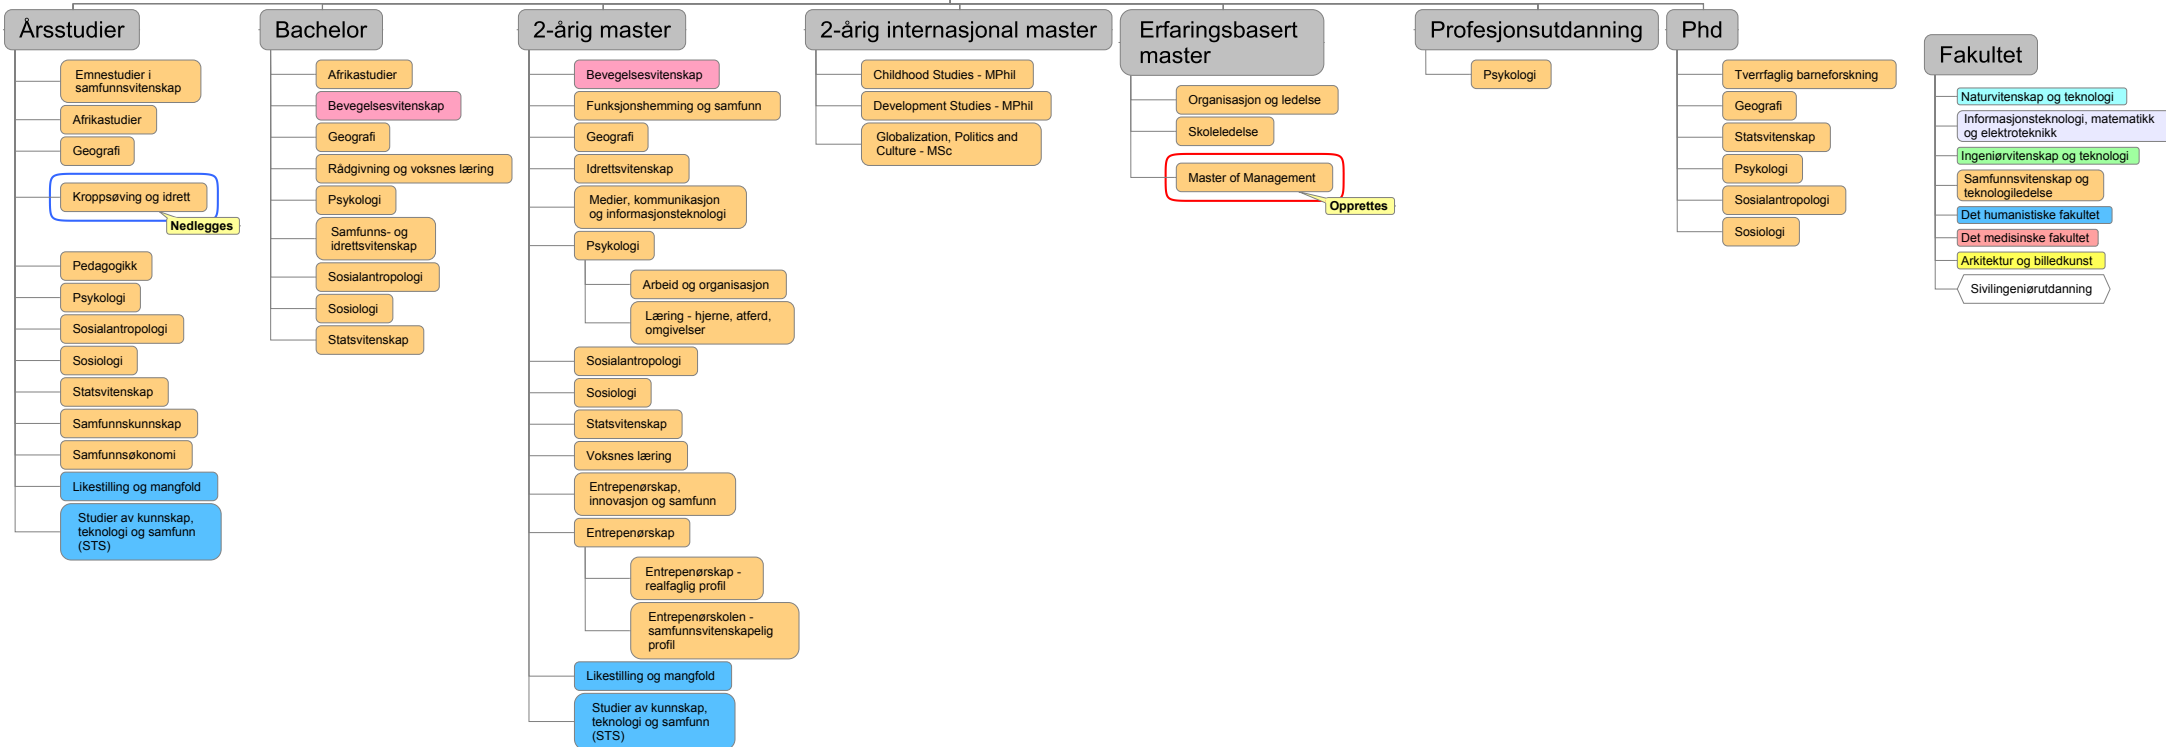 Årsstudier
Emnestudier i
samfunnsvitenskap
Afrikastudier
Geografi
Kroppsøving og idrett
Nedlegges
Pedagogikk
Psykologi
Sosialantropologi
Sosiologi
Statsvitenskap
Samfunnskunnskap
Samfunnsøkonomi
Likestilling og mangfold
Studier av kunnskap,
teknologi og samfunn
(STS)
Bachelor
Afrikastudier
Bevegelsesvitenskap
Geografi
Rådgivning og voksnes læring
Psykologi
Samfunns- og
idrettsvitenskap
Sosialantropologi
Sosiologi
Statsvitenskap
2-årig master
Bevegelsesvitenskap
Funksjonshemming og samfunn
Geografi
Idrettsvitenskap
Medier, kommunikasjon
og informasjonsteknologi
Psykologi
Arbeid og organisasjon
Læring - hjerne, atferd,
omgivelser
Sosialantropologi
Sosiologi
Statsvitenskap
Voksnes læring
Entrepenørskap,
innovasjon og samfunn
Entrepenørskap
Entrepenørskap -
realfaglig profil
Entrepenørskolen -
samfunnsvitenskapelig
profil
Likestilling og mangfold
Studier av kunnskap,
teknologi og samfunn
(STS)
2-årig internasjonal master
Childhood Studies - MPhil
Development Studies - MPhil
Globalization, Politics and
Culture - MSc
Erfaringsbasert
master
Organisasjon og ledelse
Skoleledelse
Master of Management
Opprettes
Profesjonsutdanning
Psykologi
Phd
Tverrfaglig barneforskning
Geografi
Statsvitenskap
Psykologi
Sosialantropologi
Sosiologi
Fakultet
Naturvitenskap og teknologi
Informasjonsteknologi, matematikk
og elektroteknikk
Ingeniørvitenskap og teknologi
Samfunnsvitenskap og
teknologiledelse
Det humanistiske fakultet
Det medisinske fakultet
Arkitektur og billedkunst
Sivilingeniørutdanning